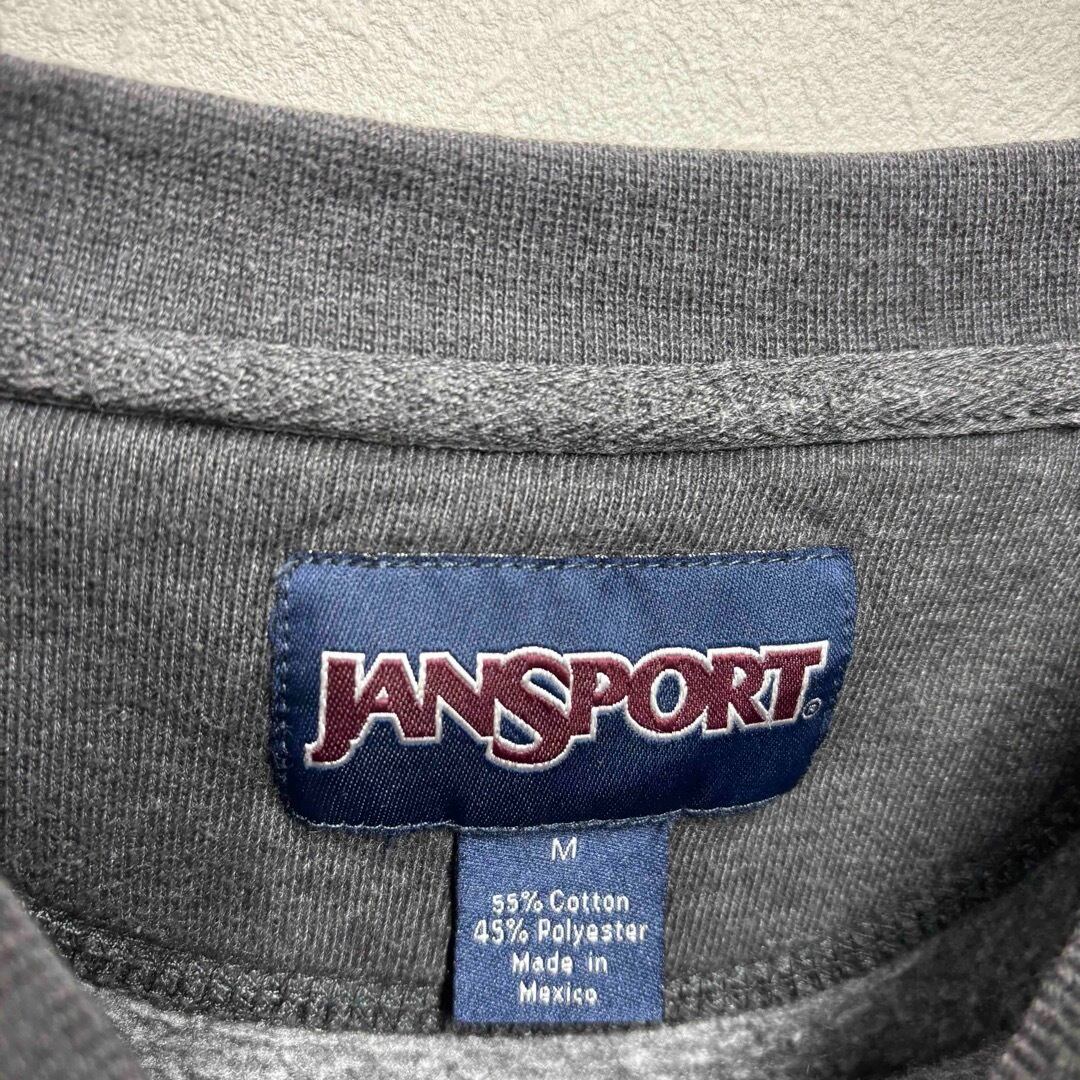 JANSPORT®
M
55% Cotton
45% Polyester
Made in
Mexico